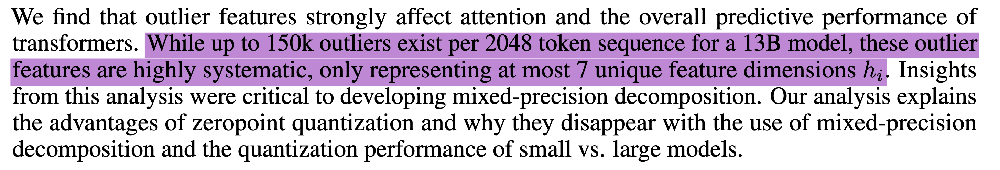 We find that outlier features strongly affect attention and the overall predictive performance of
transformers. While up to 150k outliers exist per 2048 token sequence for a 13B model, these outlier
features are highly systematic, only representing at most 7 unique feature dimensions hᵢ. Insights
from this analysis were critical to developing mixed-precision decomposition. Our analysis explains
the advantages of zeropoint quantization and why they disappear with the use of mixed-precision
decomposition and the quantization performance of small vs. large models.